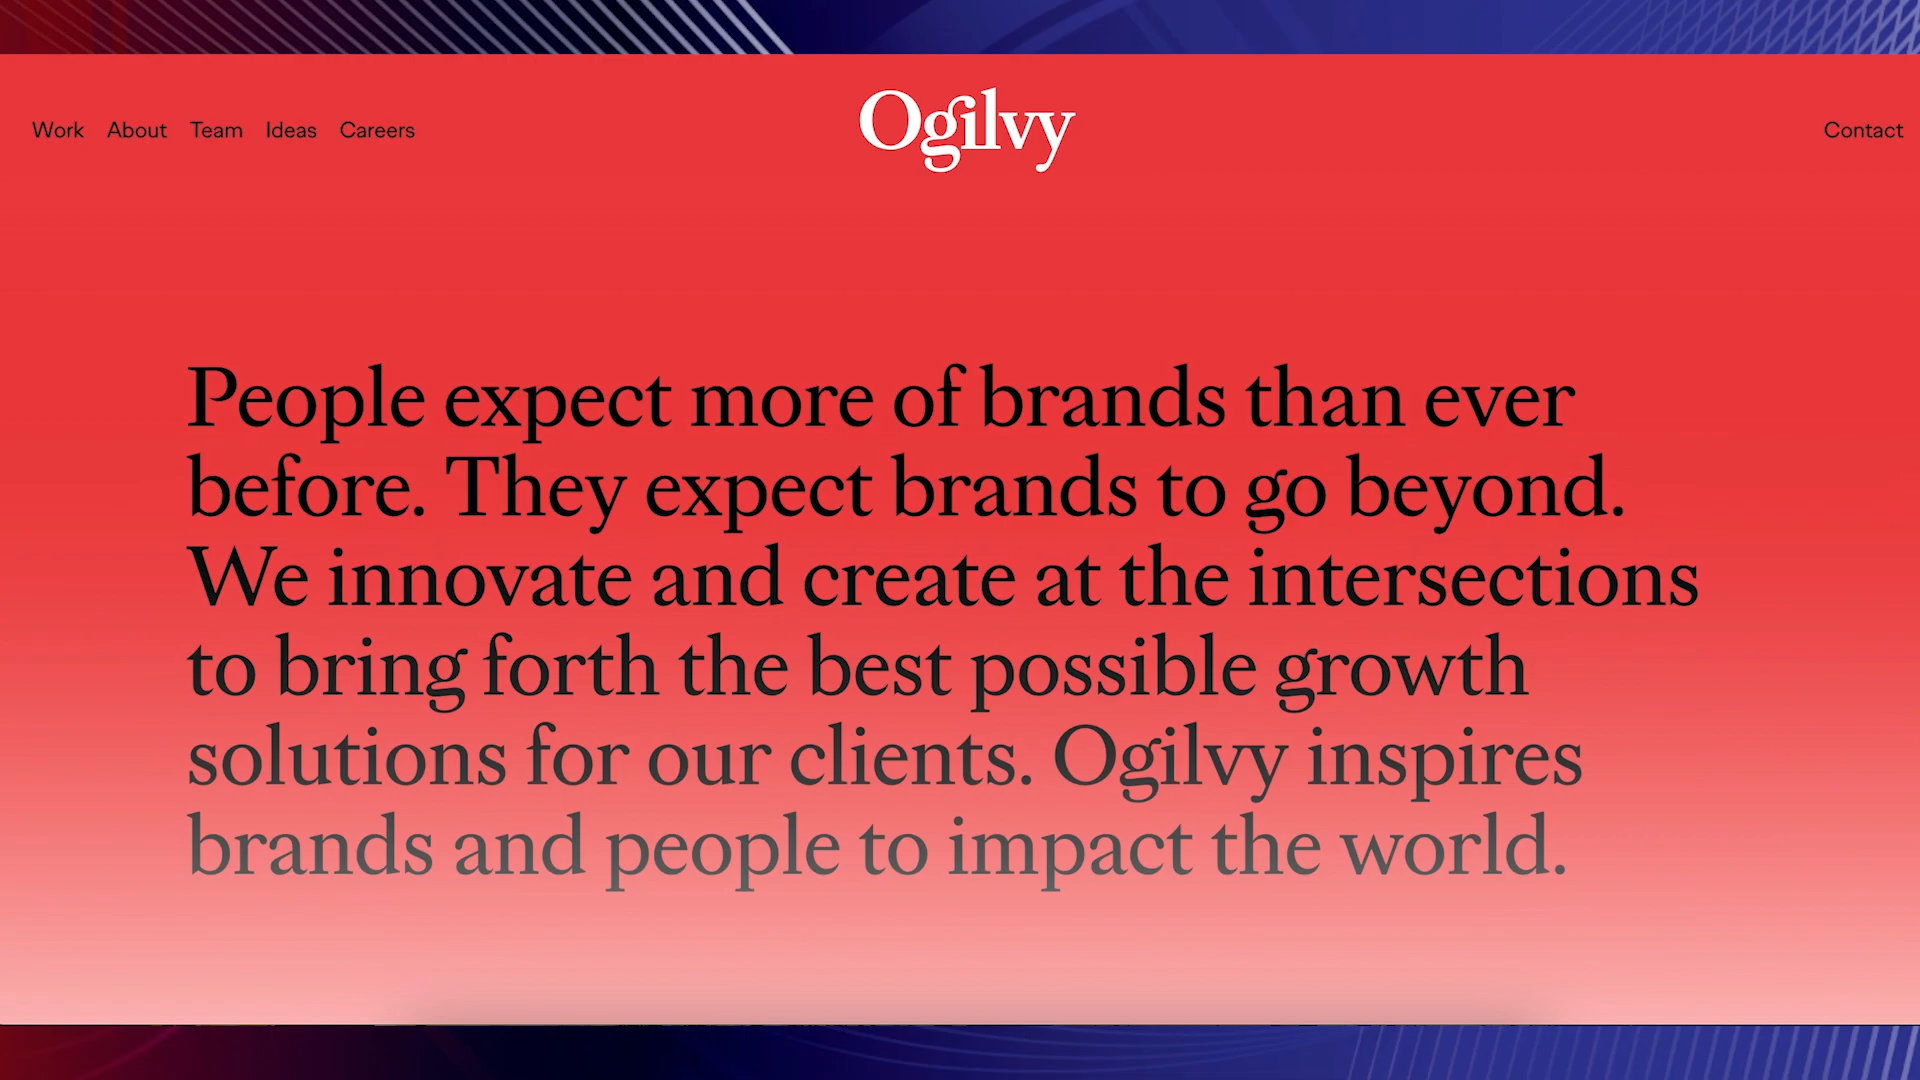 Work About Team Ideas Careers
Ogilvy
Contact
People expect more of brands than ever
before. They expect brands to go beyond.
We innovate and create at the intersections
to bring forth the best possible growth
solutions for our clients. Ogilvy inspires
brands and people to impact the world.